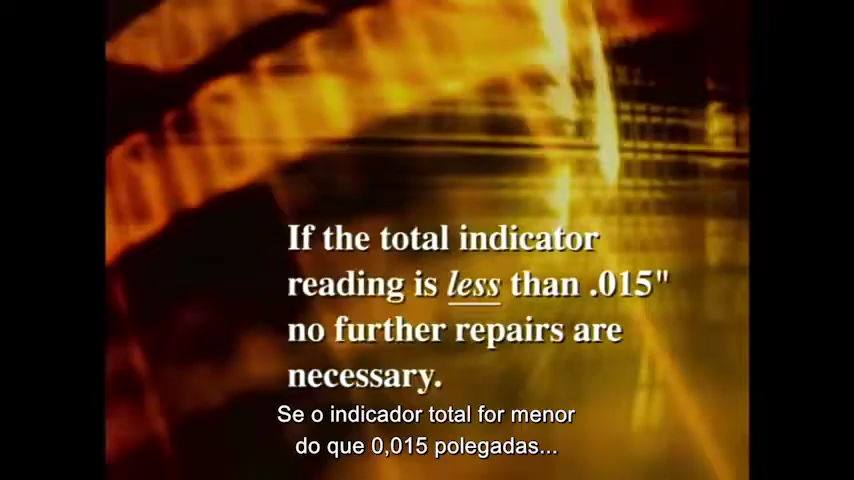 If the total indicator
reading is less than .015"
no further repairs are
necessary.
Se o indicador total for menor
do que 0,015 polegadas...